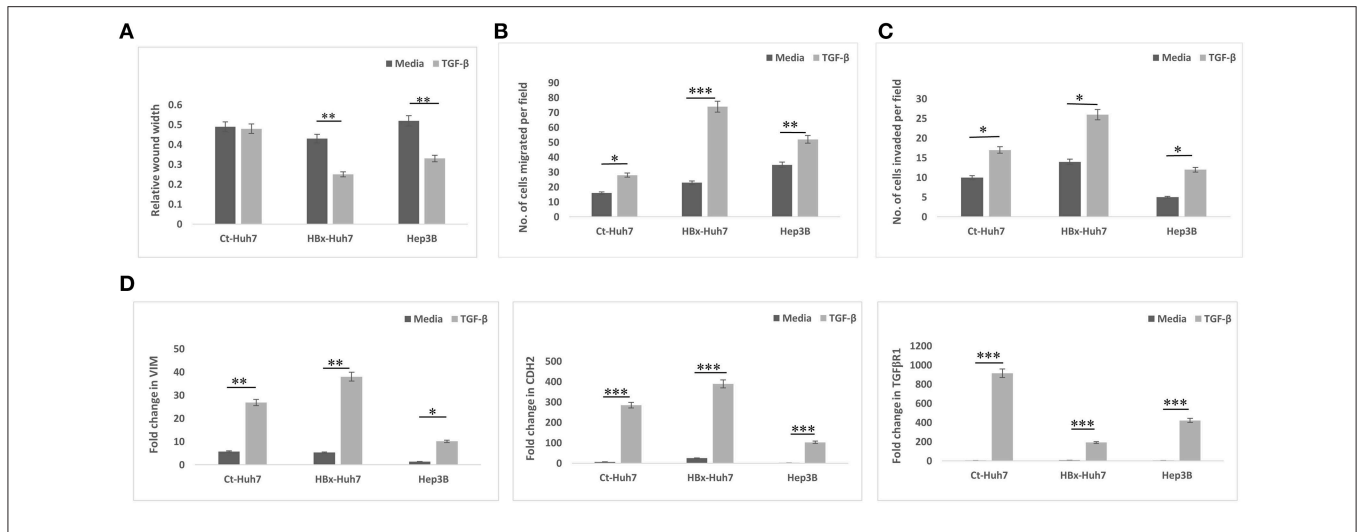 A
Media TGF-β
Relative wound width
0.6
0.5
0.4
0.3
0.2
0.1
0
**
**
Ct-Huh7 HBx-Huh7 Hep3B
B
Media TGF-β
No. of cells migrated per field
90
80
70
60
50
40
30
20
10
0
*
***
**
Ct-Huh7 HBx-Huh7 Hep3B
C
Media TGF-β
No. of cells invaded per field
30
25
20
15
10
5
0
*
*
*
Ct-Huh7 HBx-Huh7 Hep3B
D
Media TGF-β
Fold change in VIM
50
40
30
20
10
0
**
**
*
Ct-Huh7 HBx-Huh7 Hep3B
Media TGF-β
Fold change in CDH2
500
400
300
200
100
0
***
***
***
Ct-Huh7 HBx-Huh7 Hep3B
Media TGF-β
Fold change in TGFβR1
1200
1000
800
600
400
200
0
***
***
***
Ct-Huh7 HBx-Huh7 Hep3B